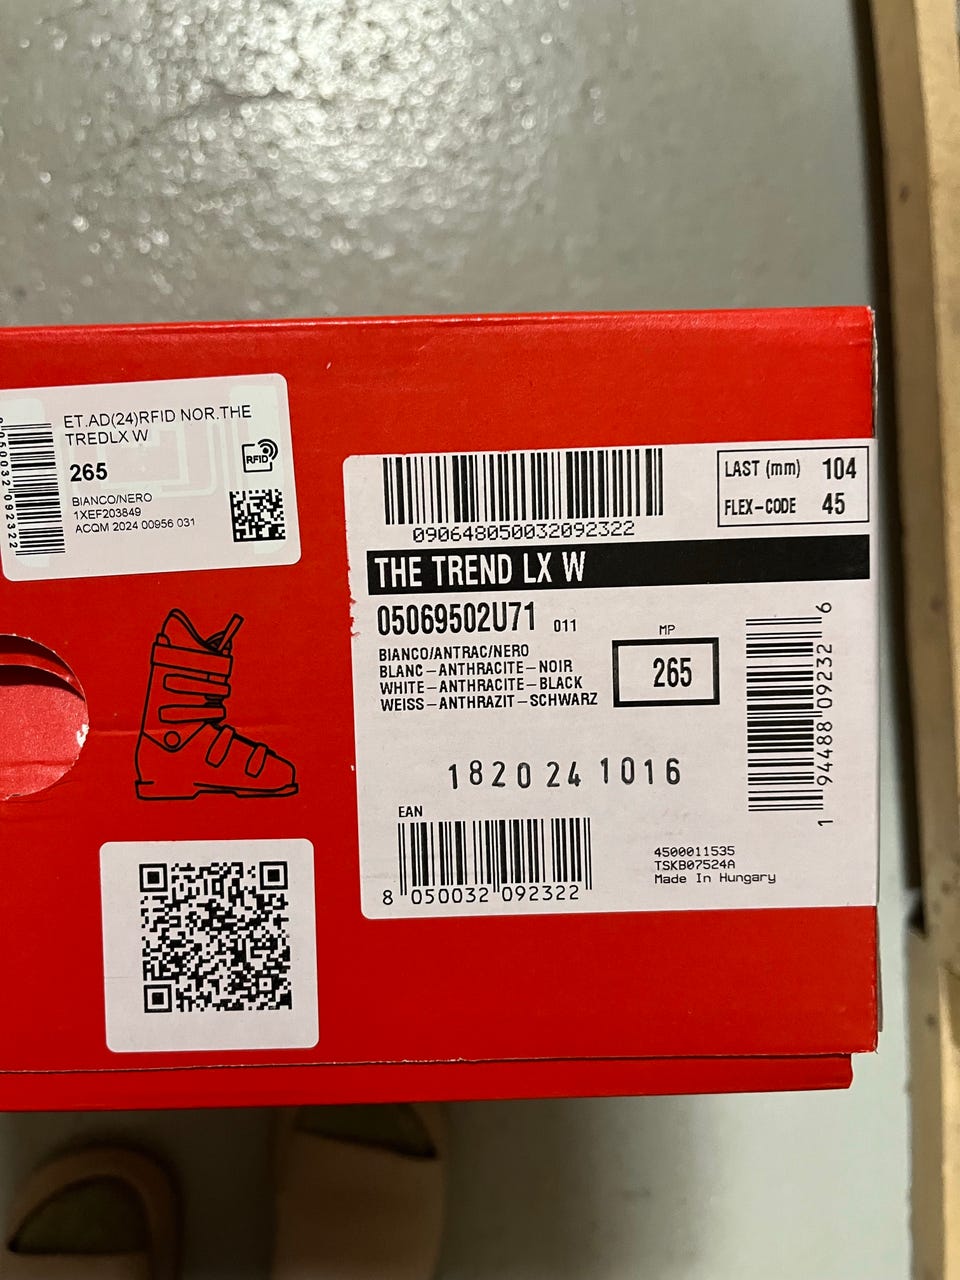 ET.AD(24)RFID NOR.THE
TREDLX W
265
BIANCO/NERO
1XEF203849
ACQM 2024 00956 031
RFID
090648050032092322
LAST (mm) 104
FLEX-CODE 45
THE TREND LX W
05069502U71 011
BIANCO/ANTRAC/NERO
BLANC-ANTHRACITE-NOIR
WHITE-ANTHRACITE-BLACK
WEISS-ANTHRAZIT-SCHWARZ
MP
265
1 94488 09232 6
1820 24 1016
EAN
8 050032 092322
4500011535
TSKB07524A
Made In Hungary